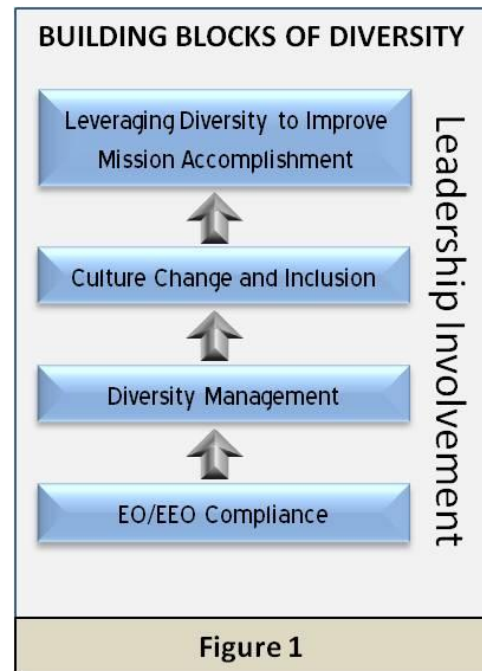 BUILDING BLOCKS OF DIVERSITY
Leveraging Diversity to Improve
Mission Accomplishment
Culture Change and Inclusion
Diversity Management
EO/EEO Compliance
Leadership Involvement
Figure 1